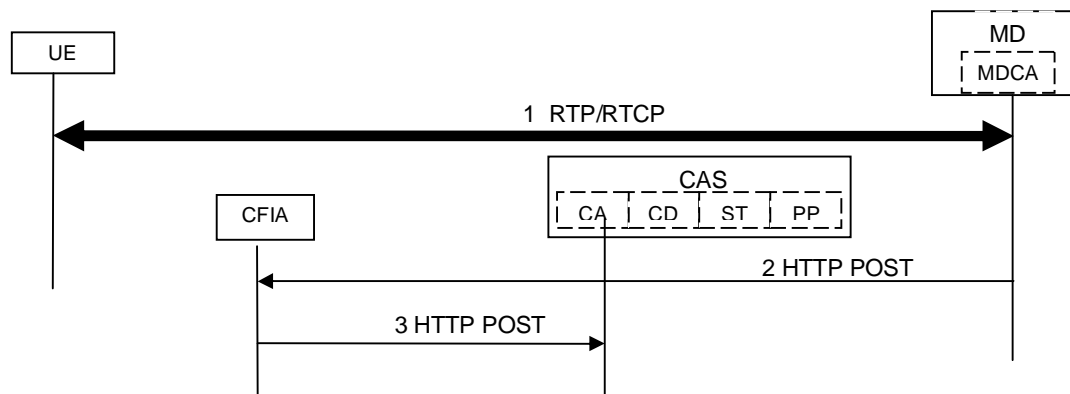 UE
MD
MDCA
1 RTP/RTCP
CAS
CFIA
CA CD ST PP
2 HTTP POST
3 HTTP POST